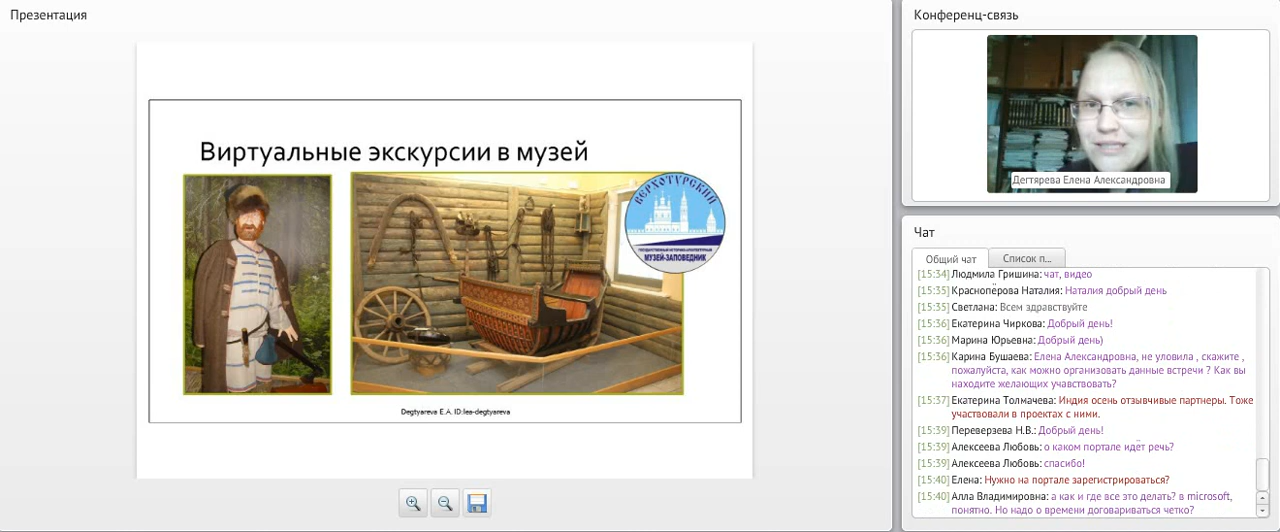 Презентация
Виртуальные экскурсии в музей
ВЕРХОТУРСКИЙ
ГОСУДАРСТВЕННЫЙ ИСТОРИКО-АРХИТЕКТУРНЫЙ
МУЗЕЙ-ЗАПОВЕДНИК
Degtyareva E.A. ID:lea-degtyareva
Конференц-связь
Дегтярева Елена Александровна
Чат
Общий чат
Список п...
[15:34] Людмила Гришина: чат, видео
[15:35] Красноперова Наталия: Наталия добрый день
[15:35] Светлана: Всем здравствуйте
[15:36] Екатерина Чиркова: Добрый день!
[15:36] Марина Юрьевна: Добрый день)
[15:36] Карина Бушаева: Елена Александровна, не уловила , скажите ,
пожалуйста, как можно организовать данные встречи ? Как вы
находите желающих учавствовать?
[15:37] Екатерина Толмачева: Индия осень отзывчивые партнеры. Тоже
участвовали в проектах с ними.
[15:39] Переверзева Н.В.: Добрый день!
[15:39] Алексеева Любовь: о каком портале идёт речь?
[15:39] Алексеева Любовь: спасибо!
[15:40] Елена: Нужно на портале зарегистрироваться?
[15:40] Алла Владимировна: а как и где все это делать? в microsoft,
понятно. Но надо о времени договариваться четко?